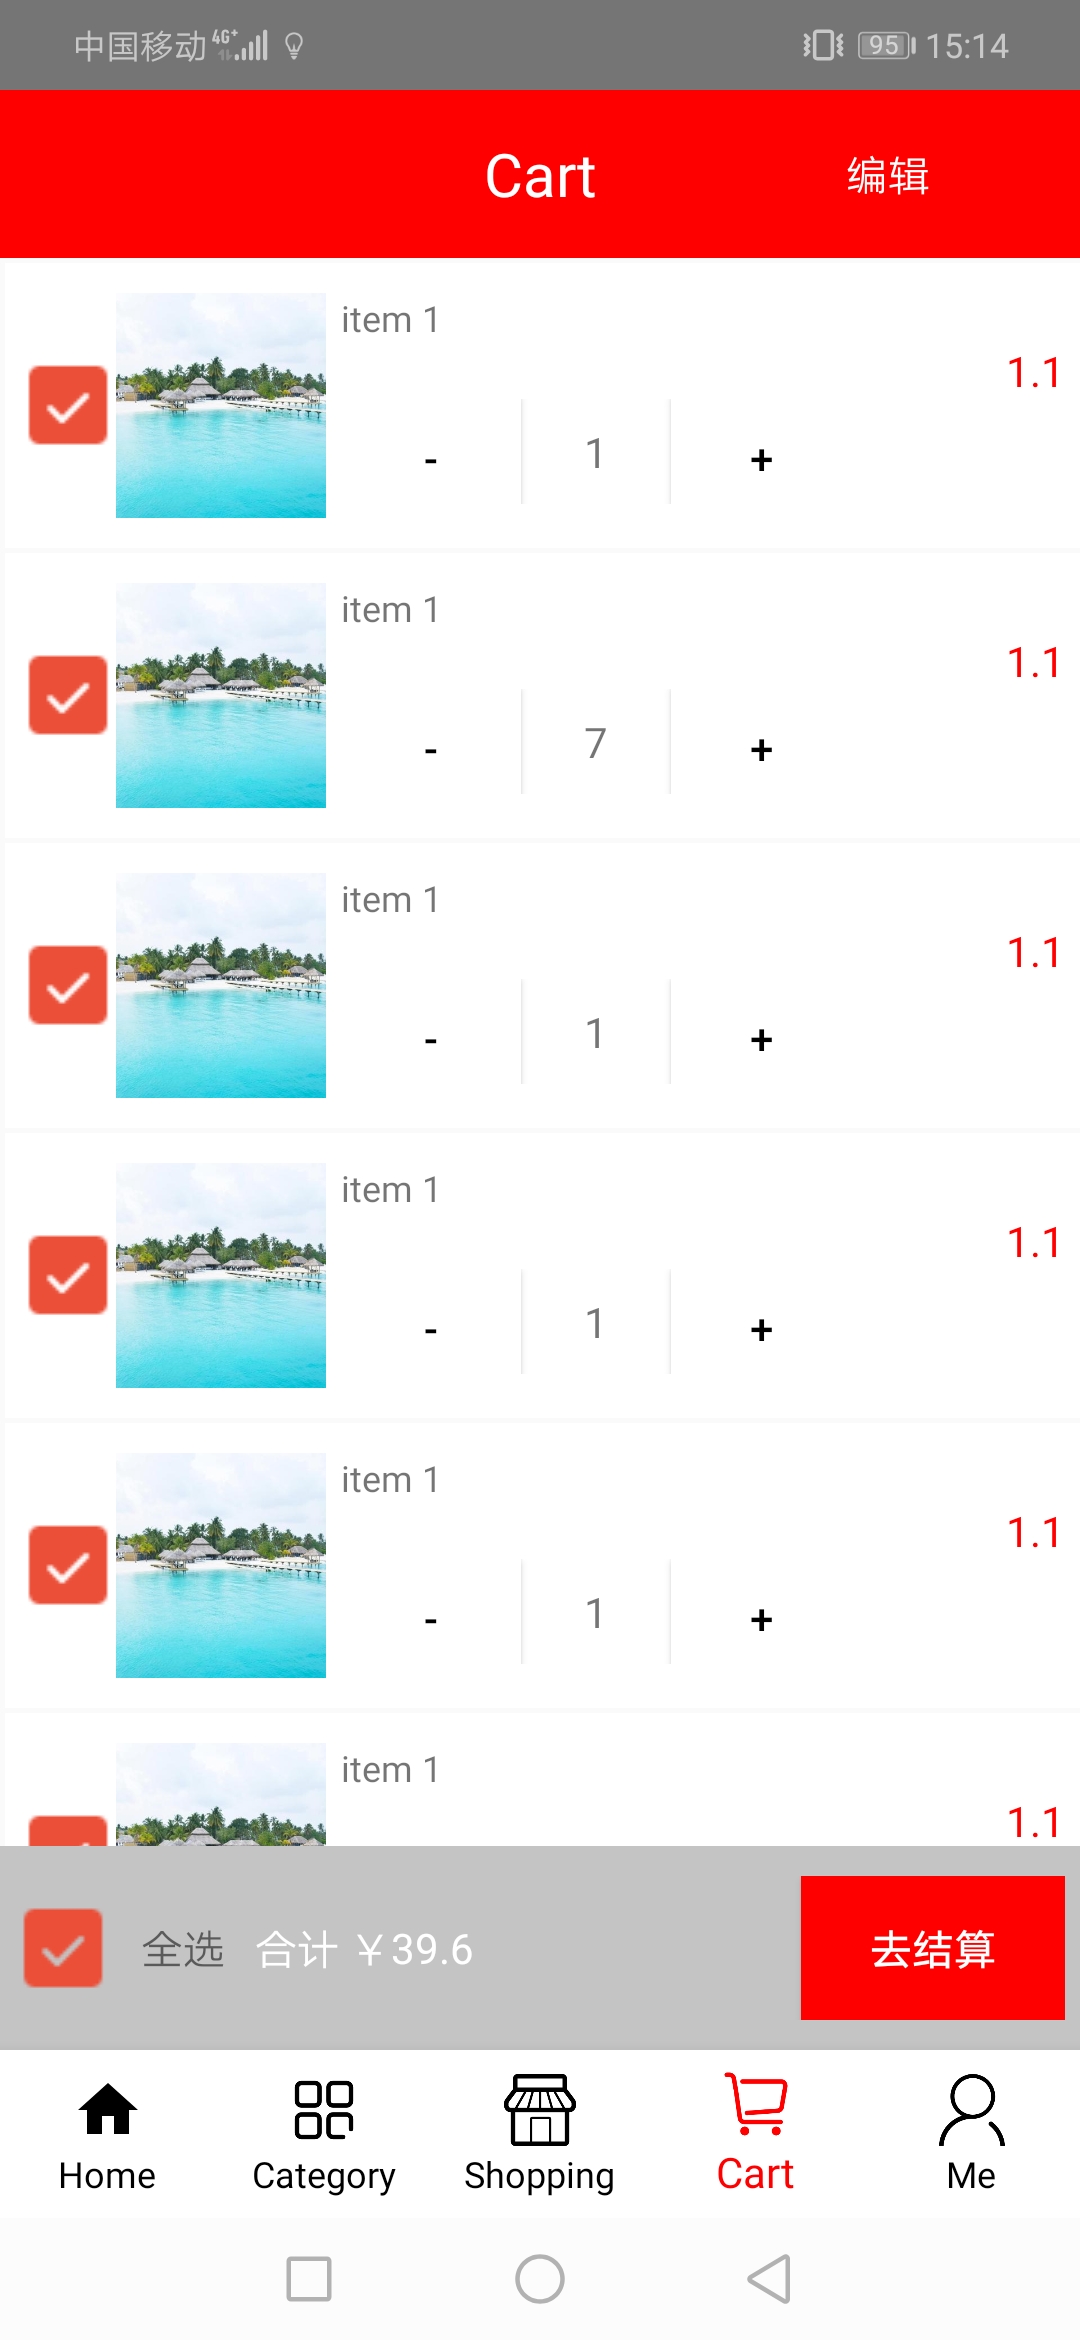 中国移动 4G+ 95 15:14
Cart 编辑
item 1
1.1
- 1 +
item 1
1.1
- 7 +
item 1
1.1
- 1 +
item 1
1.1
- 1 +
item 1
1.1
- 1 +
item 1
1.1
全选 合计 ￥39.6 去结算
Home Category Shopping Cart Me